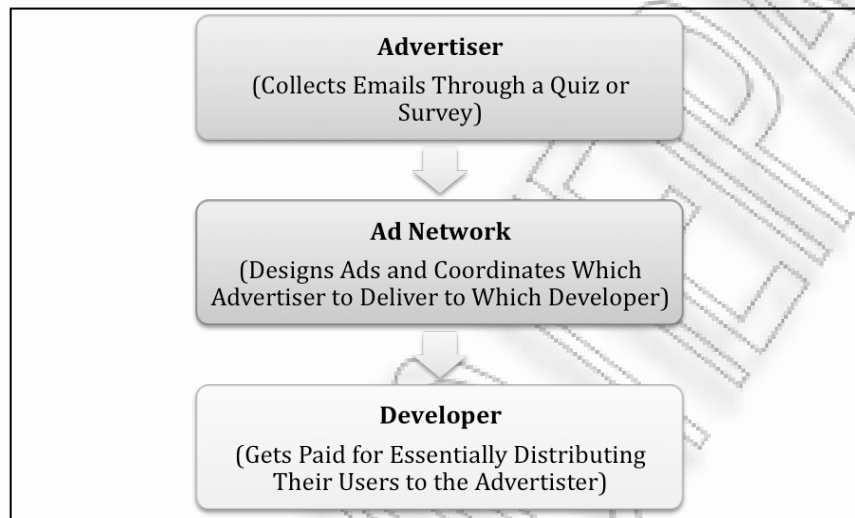 Advertiser
(Collects Emails Through a Quiz or
Survey)
Ad Network
(Designs Ads and Coordinates Which
Advertiser to Deliver to Which Developer)
Developer
(Gets Paid for Essentially Distributing
Their Users to the Advertister)